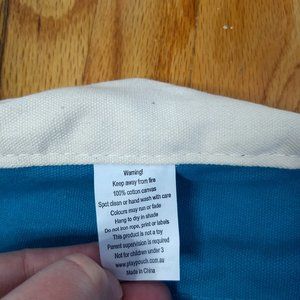 Warning!
Keep away from fire
100% cotton canvas
Spot clean or hand wash with care
Colours may run or fade
Hang to dry in shade
Do not iron rope, print or labels
This product is not a toy
Parent supervision is required
Not for children under 3
www.playpouch.com.au
Made in China